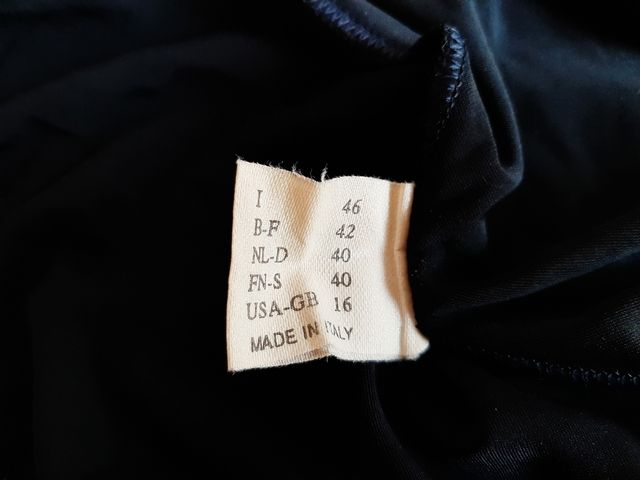 I 46
B-F 42
NL-D 40
FN-S 40
USA-GB 16
MADE IN ITALY